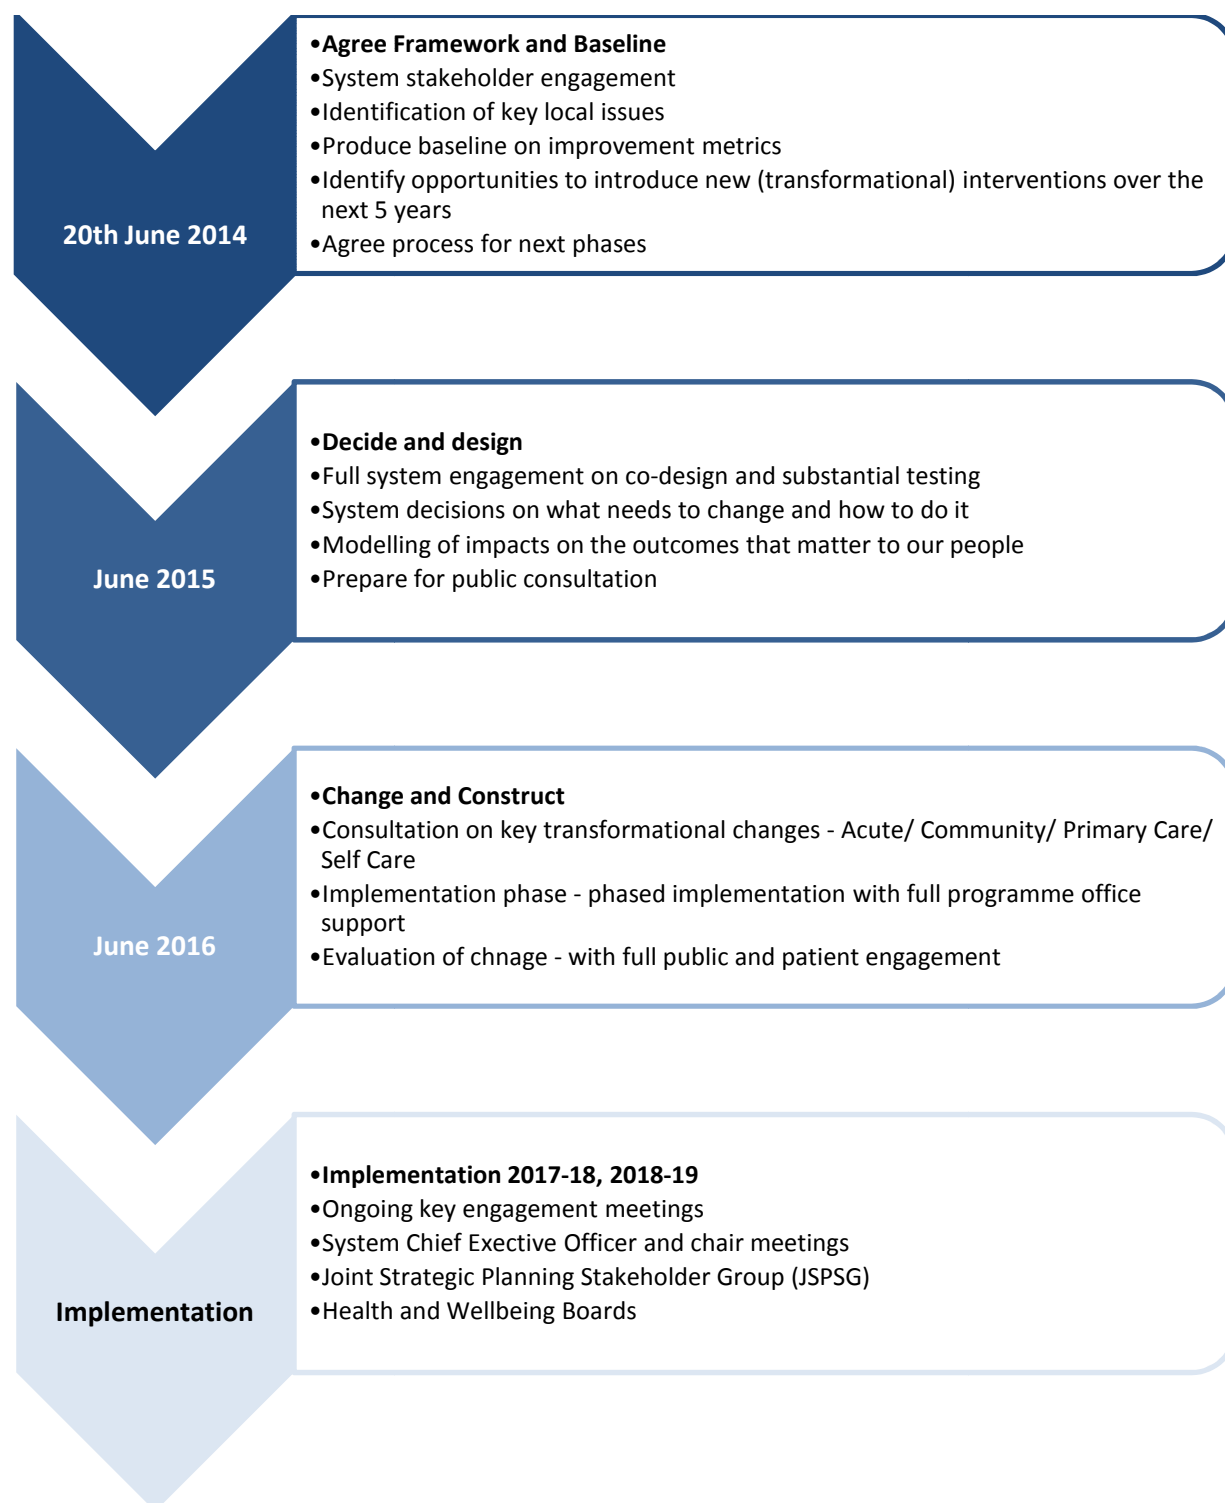 •Agree Framework and Baseline
•System stakeholder engagement
•Identification of key local issues
•Produce baseline on improvement metrics
•Identify opportunities to introduce new (transformational) interventions over the
next 5 years
•Agree process for next phases
20th June 2014
•Decide and design
•Full system engagement on co-design and substantial testing
•System decisions on what needs to change and how to do it
•Modelling of impacts on the outcomes that matter to our people
•Prepare for public consultation
June 2015
•Change and Construct
•Consultation on key transformational changes - Acute/ Community/ Primary Care/
Self Care
•Implementation phase - phased implementation with full programme office
support
•Evaluation of chnage - with full public and patient engagement
June 2016
•Implementation 2017-18, 2018-19
•Ongoing key engagement meetings
•System Chief Exective Officer and chair meetings
•Joint Strategic Planning Stakeholder Group (JSPSG)
•Health and Wellbeing Boards
Implementation